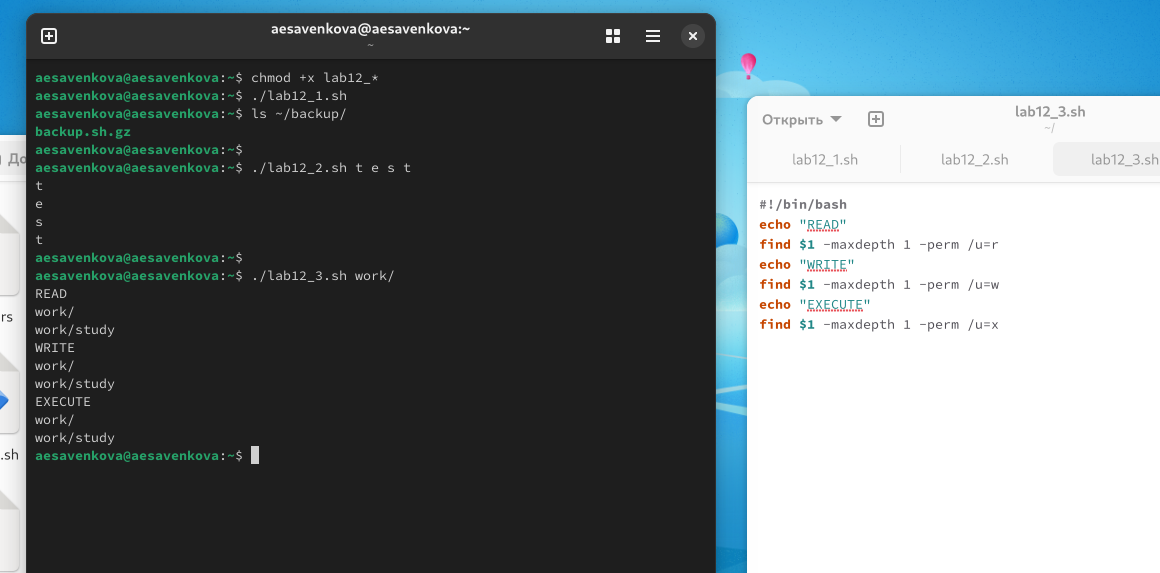 aesavenkova@aesavenkova:~
~
aesavenkova@aesavenkova:~$ chmod +x lab12_*
aesavenkova@aesavenkova:~$ ./lab12_1.sh
aesavenkova@aesavenkova:~$ ls ~/backup/
backup.sh.gz
aesavenkova@aesavenkova:~$
aesavenkova@aesavenkova:~$ ./lab12_2.sh t e s t
t
e
s
t
aesavenkova@aesavenkova:~$
aesavenkova@aesavenkova:~$ ./lab12_3.sh work/
READ
work/
work/study
WRITE
work/
work/study
EXECUTE
work/
work/study
aesavenkova@aesavenkova:~$
До
rs
.sh
Открыть
lab12_3.sh
~/
lab12_1.sh lab12_2.sh lab12_3.sh
#!/bin/bash
echo "READ"
find $1 -maxdepth 1 -perm /u=r
echo "WRITE"
find $1 -maxdepth 1 -perm /u=w
echo "EXECUTE"
find $1 -maxdepth 1 -perm /u=x